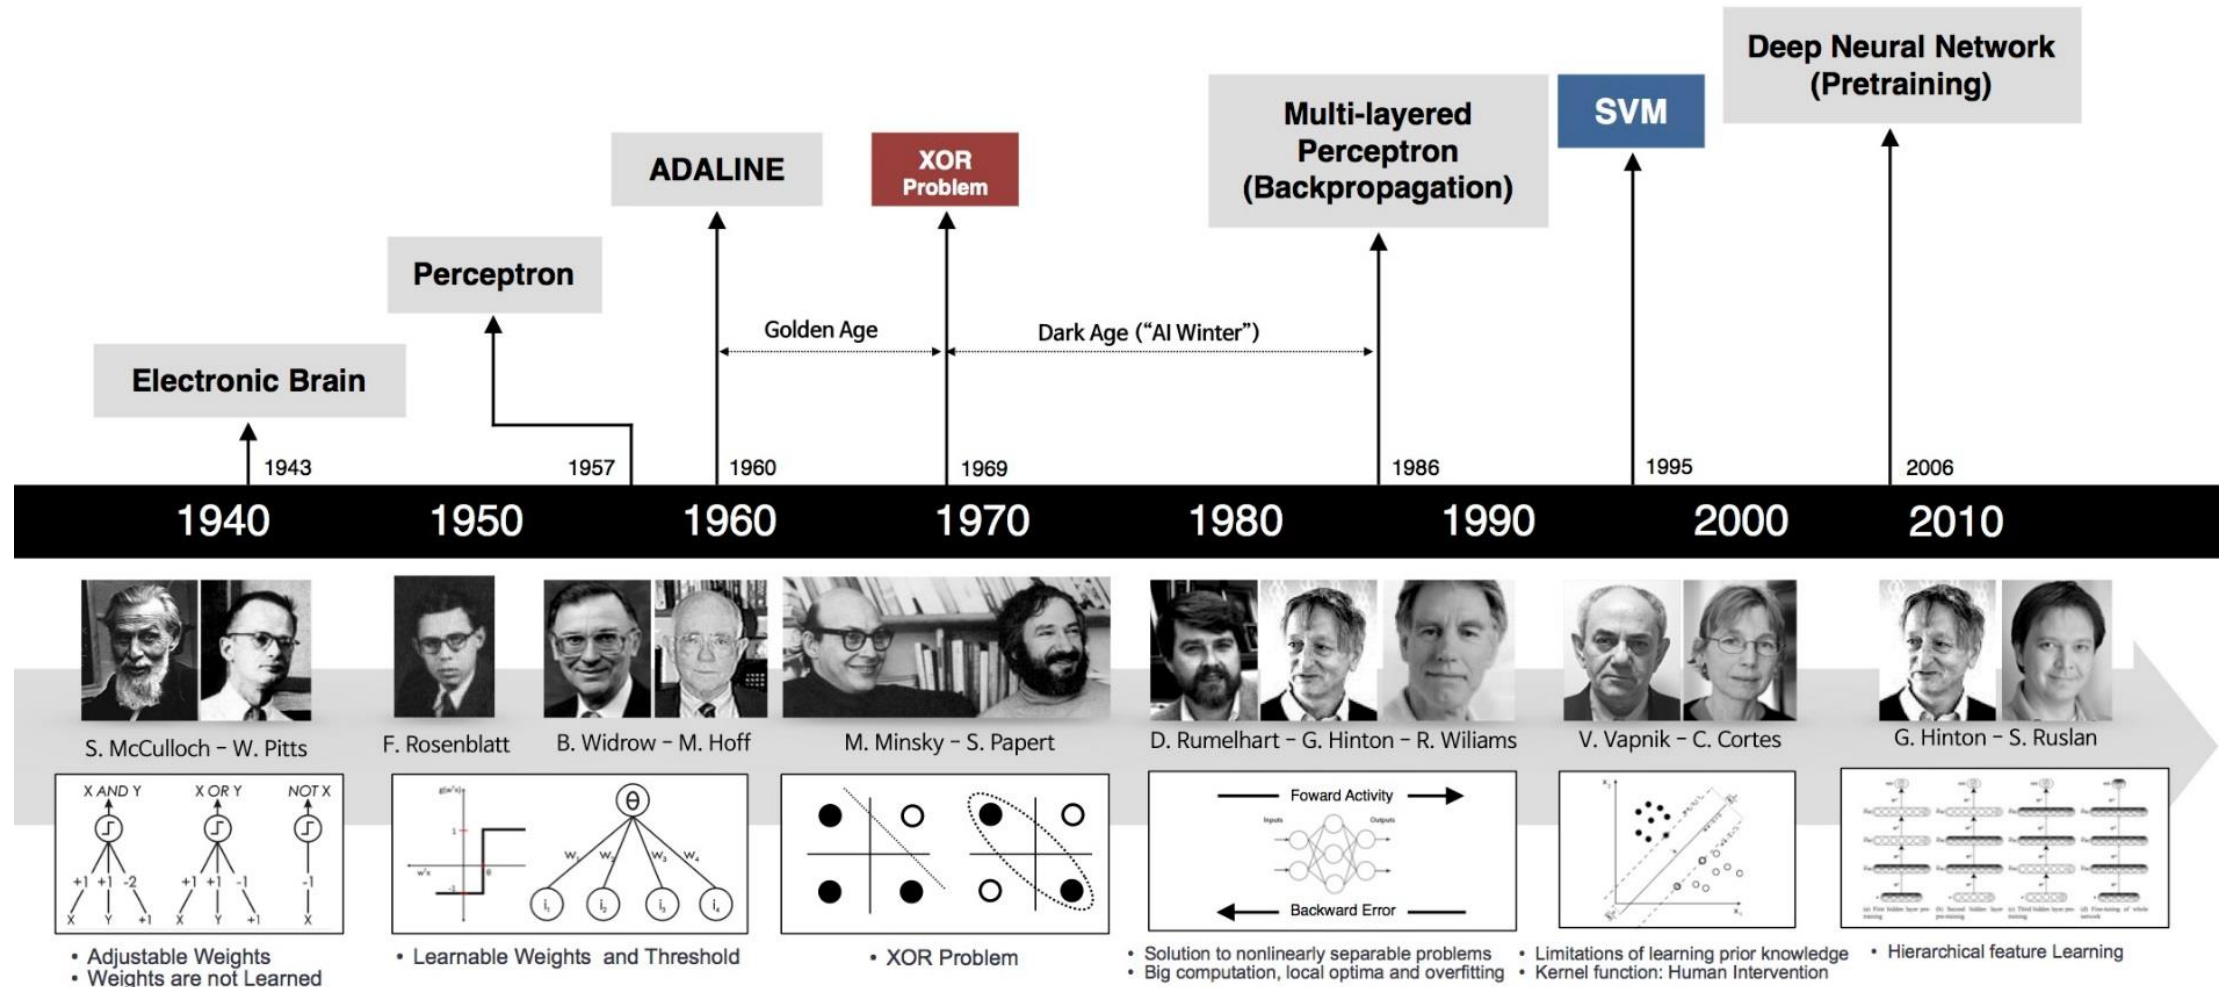 Deep Neural Network
(Pretraining)
Multi-layered
Perceptron
(Backpropagation)
SVM
ADALINE
XOR
Problem
Perceptron
Golden Age
Dark Age (“AI Winter”)
Electronic Brain
1943
1957
1960
1969
1986
1995
2006
1940
1950
1960
1970
1980
1990
2000
2010
S. McCulloch – W. Pitts
F. Rosenblatt
B. Widrow – M. Hoff
M. Minsky – S. Papert
D. Rumelhart – G. Hinton – R. Wiliams
V. Vapnik – C. Cortes
G. Hinton – S. Ruslan
X AND Y
X OR Y
NOT X
+1 +1 -2
+1 +1 -1
-1
X Y +1
X Y +1
X
1
-1
θ
w'x
θ
W1 W2 W3 W4
i1 i2 i3 i4
Foward Activity
Inputs
Outputs
Backward Error
• Adjustable Weights
• Weights are not Learned
• Learnable Weights and Threshold
• XOR Problem
• Solution to nonlinearly separable problems
• Big computation, local optima and overfitting
• Limitations of learning prior knowledge
• Kernel function: Human Intervention
• Hierarchical feature Learning